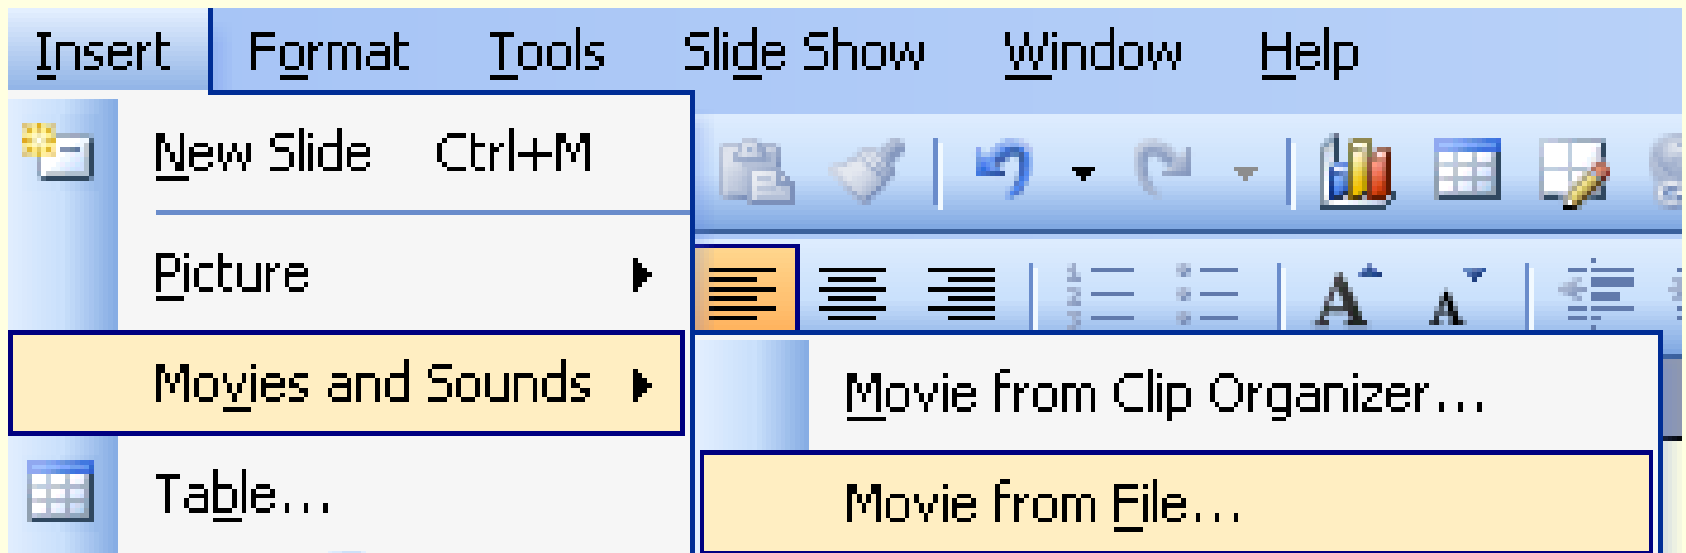 Insert Format Tools Slide Show Window Help
New Slide Ctrl+M
Picture
Movies and Sounds
Table...
Movie from Clip Organizer...
Movie from File...